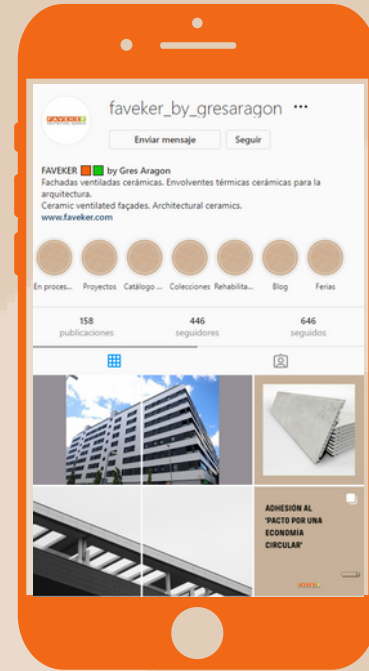 FAVEKER
faveker_by_gresaragon ...
Enviar mensaje Seguir
FAVEKER by Gres Aragon
Fachadas ventiladas cerámicas. Envolventes térmicas cerámicas para la
arquitectura.
Ceramic ventilated façades. Architectural ceramics.
www.faveker.com
En proces... Proyectos Catálogo ... Colecciones Rehabilita... Blog Ferias
158 446 646
publicaciones seguidores seguidos
ADHESIÓN AL
'PACTO POR UNA
ECONOMÍA
CIRCULAR'